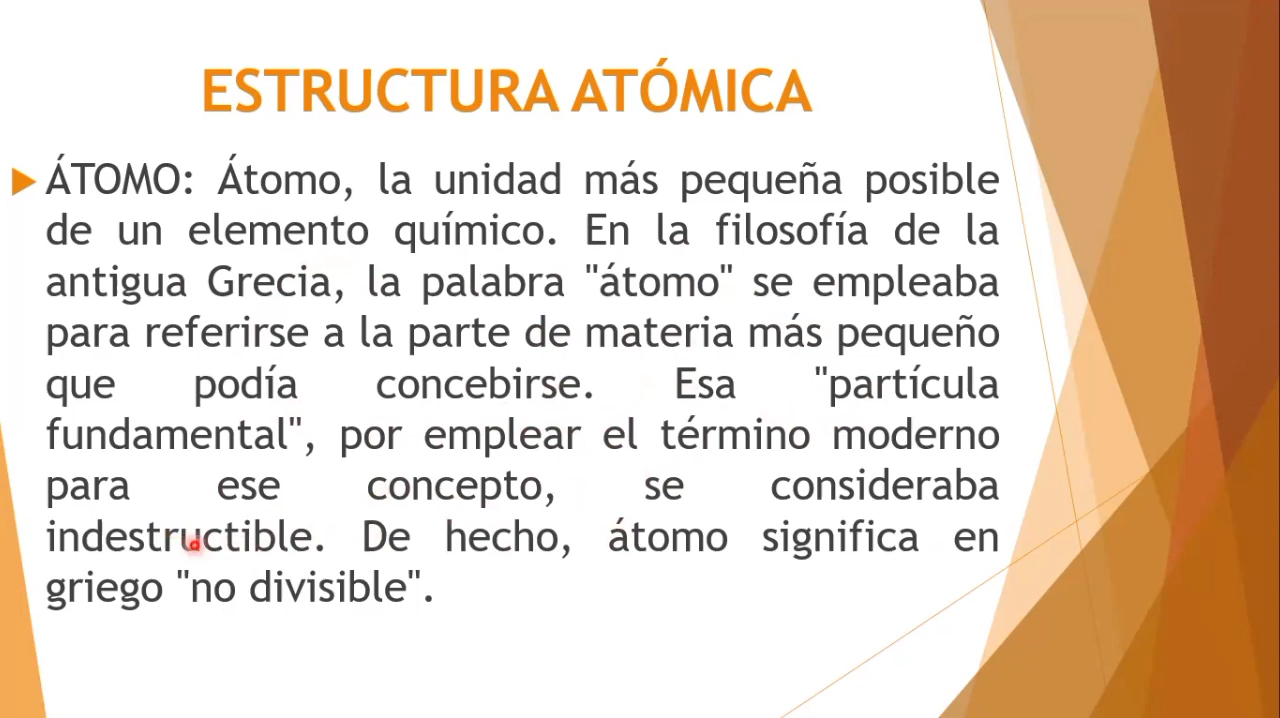 ESTRUCTURA ATÓMICA
ÁTOMO: Átomo, la unidad más pequeña posible
de un elemento químico. En la filosofía de la
antigua Grecia, la palabra "átomo" se empleaba
para referirse a la parte de materia más pequeño
que podía concebirse. Esa "partícula
fundamental", por emplear el término moderno
para ese concepto, se consideraba
indestructible. De hecho, átomo significa en
griego "no divisible".